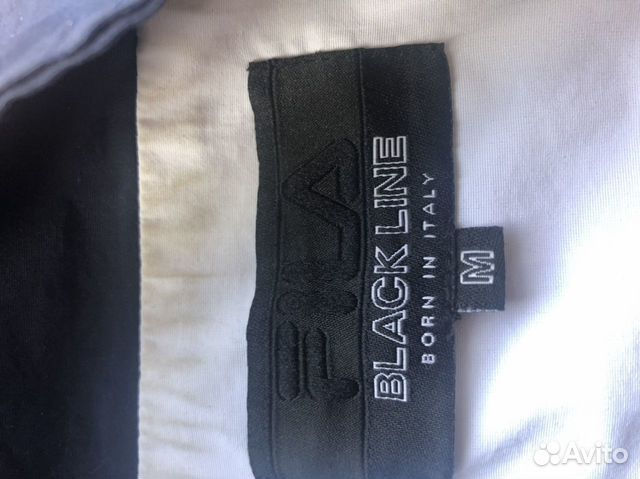 FILA
BLACK LINE
BORN IN ITALY
M
Avito